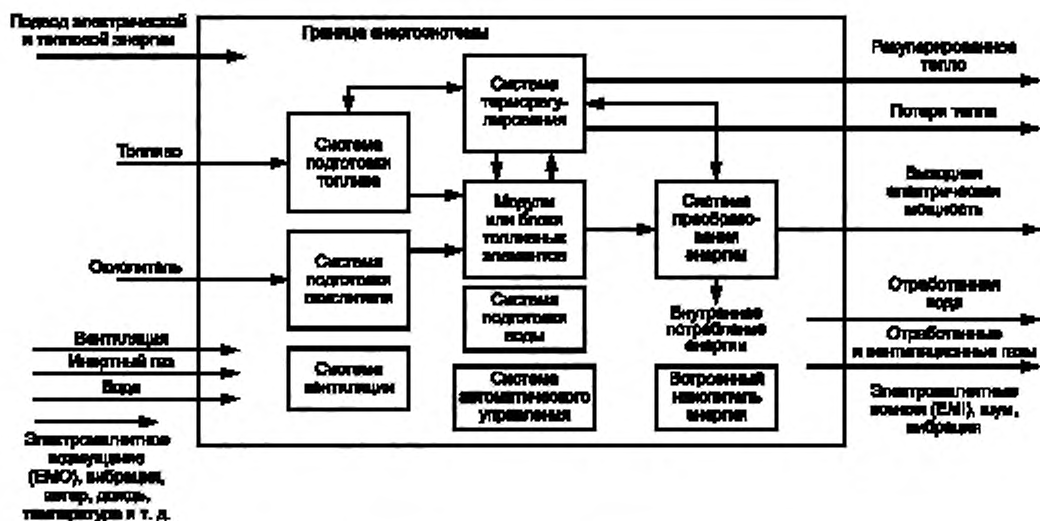 Подвод электрической
и тепловой энергии
Граница энергосистемы
Топливо
Окислитель
Вентиляция
Инертный газ
Вода
Электромагнитное
возмущение
(EMO), вибрация,
ветер, дождь,
температура и т. д.
Система
подготовки
топлива
Система
подготовки
окислителя
Система
вентиляции
Система
терморегу-
лирования
Модули
или блоки
топливных
элементов
Система
подготовки
воды
Система
автоматического
управления
Система
преобразо-
вания
энергии
Внутреннее
потребление
энергии
Встроенный
накопитель
энергии
Рекуперированное
тепло
Потери тепла
Выходная
электрическая
мощность
Отработанная
вода
Отработанные
и вентиляционные газы
Электромагнитные
помехи (EMI), шум,
вибрация